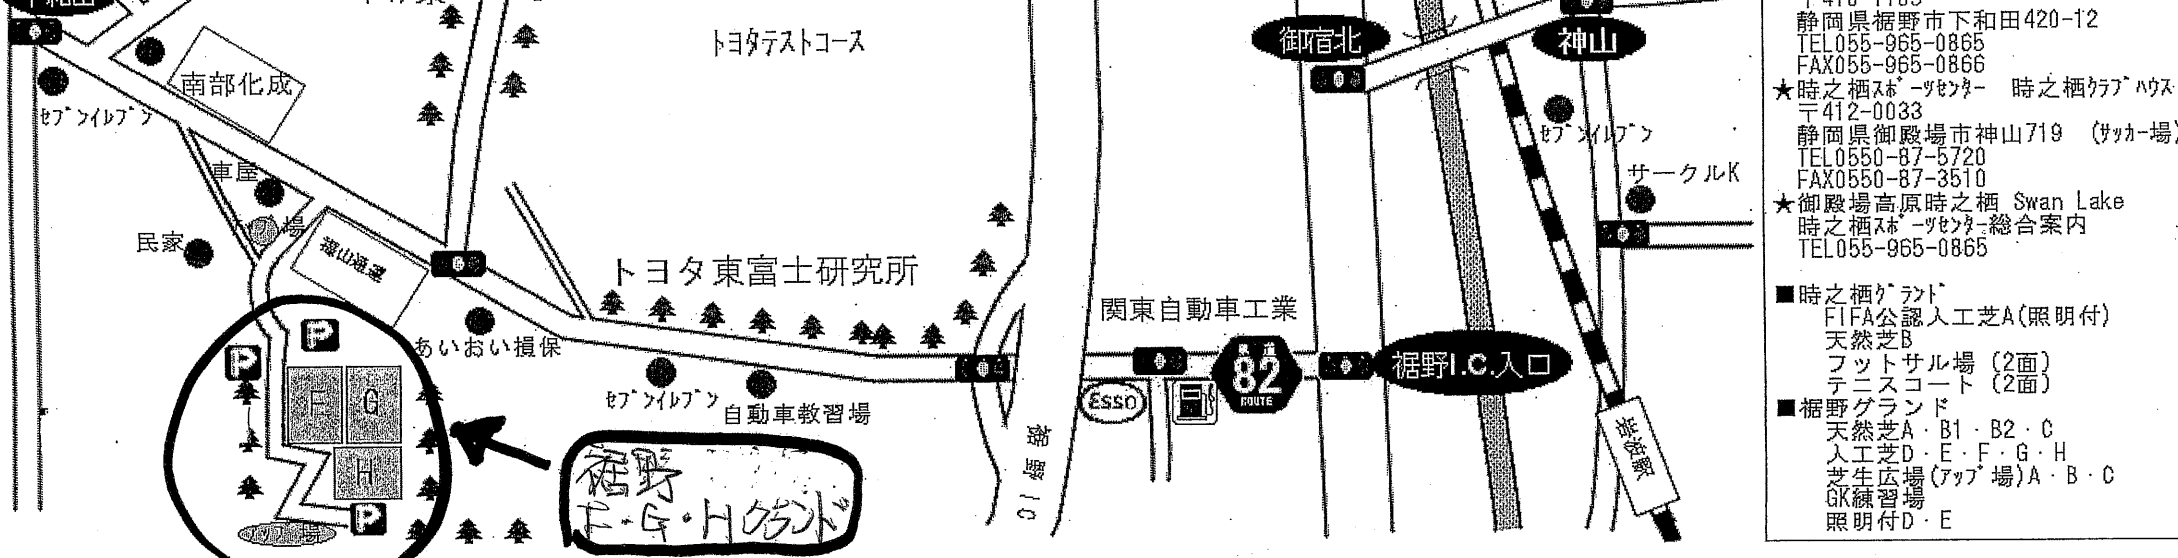 トヨタテストコース
御宿北
神山
南部化成
ｾﾌﾞﾝｲﾚﾌﾞﾝ
ｾﾌﾞﾝｲﾚﾌﾞﾝ
車屋
サークルK
民家
トヨタ東富士研究所
関東自動車工業
あいおい損保
ｾﾌﾞﾝｲﾚﾌﾞﾝ
自動車教習場
82
ROUTE
裾野I.C.入口
Esso
裾野IC
岩波駅
P
P
F
G
H
P
裾野
F・G・Hグランド
静岡県裾野市下和田420-12
TEL055-965-0865
FAX055-965-0866
★時之栖ｽﾎﾟｰﾂｾﾝﾀｰ 時之栖ｸﾗﾌﾞﾊｳｽ
〒412-0033
静岡県御殿場市神山719 (ｻｯｶｰ場)
TEL0550-87-5720
FAX0550-87-3510
★御殿場高原時之栖 Swan Lake
時之栖ｽﾎﾟｰﾂｾﾝﾀｰ総合案内
TEL055-965-0865
■時之栖ｸﾞﾗﾝﾄﾞ
FIFA公認人工芝A(照明付)
天然芝B
フットサル場 (2面)
テニスコート (2面)
■裾野グランド
天然芝A・B1・B2・C
人工芝D・E・F・G・H
芝生広場(ｱｯﾌﾟ場)A・B・C
GK練習場
照明付D・E